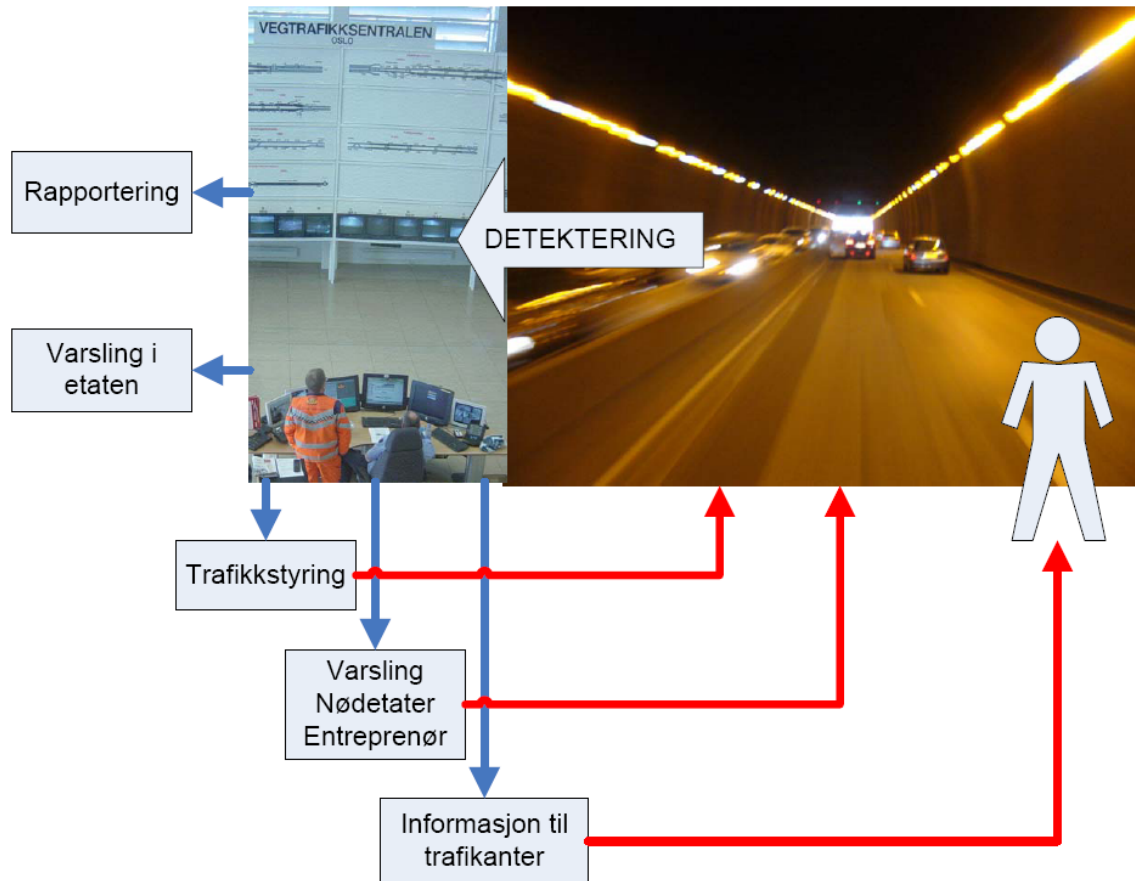 VEGTRAFIKKSENTRALEN
OSLO
Rapportering
DETEKTERING
Varsling i
etaten
Trafikkstyring
Varsling
Nødetater
Entreprenør
Informasjon til
trafikanter